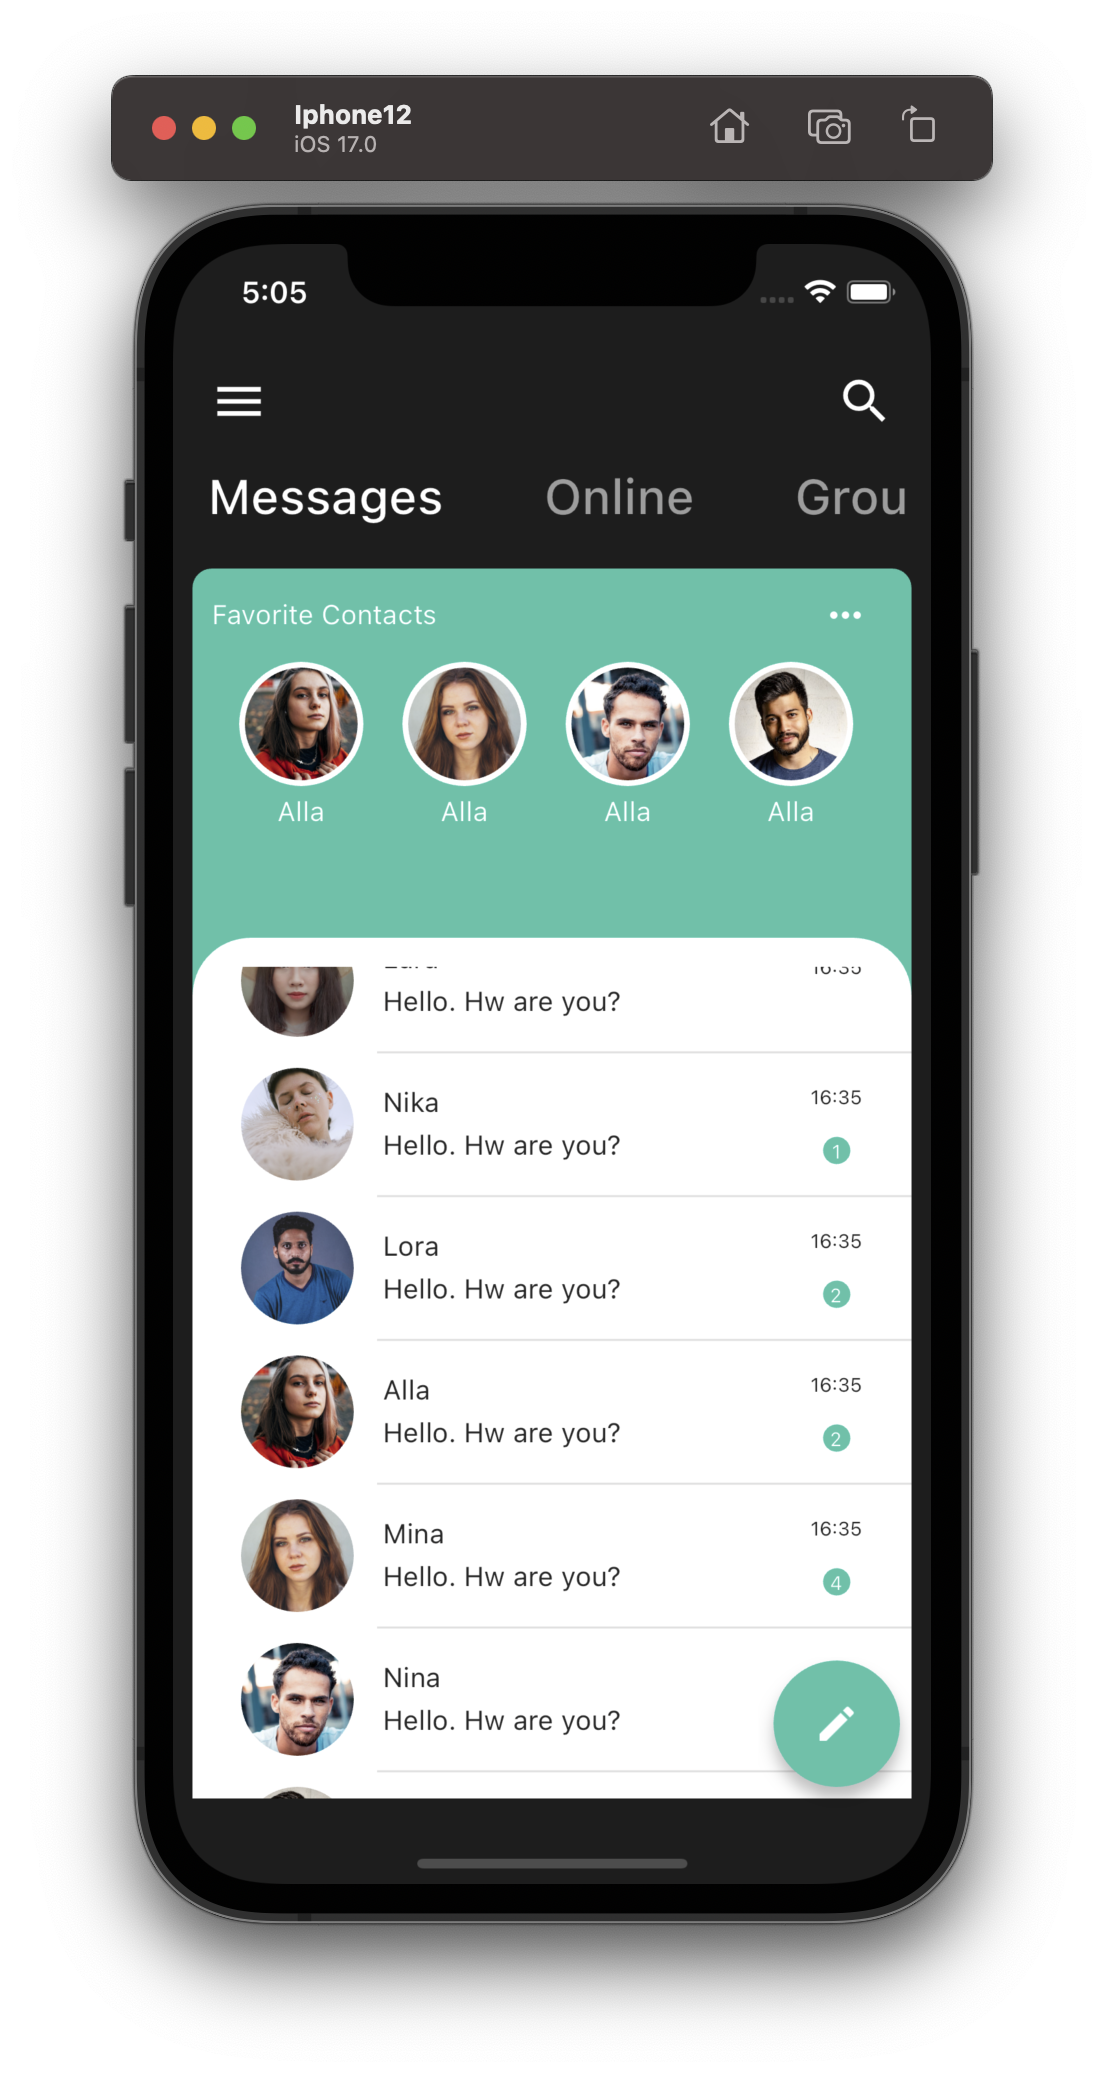 Iphone12
iOS 17.0
5:05
Messages Online Grou
Favorite Contacts
Alla Alla Alla Alla
16:35
Hello. Hw are you?
Nika 16:35
Hello. Hw are you? 1
Lora 16:35
Hello. Hw are you? 2
Alla 16:35
Hello. Hw are you? 2
Mina 16:35
Hello. Hw are you? 4
Nina
Hello. Hw are you?